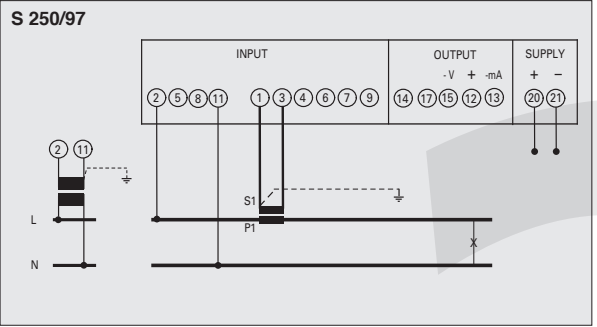 S 250/97
INPUT OUTPUT SUPPLY
- V + -mA + −
2 5 8 11 1 3 4 6 7 9 14 17 15 12 13 20 21
2 11
S1
L P1
X
N